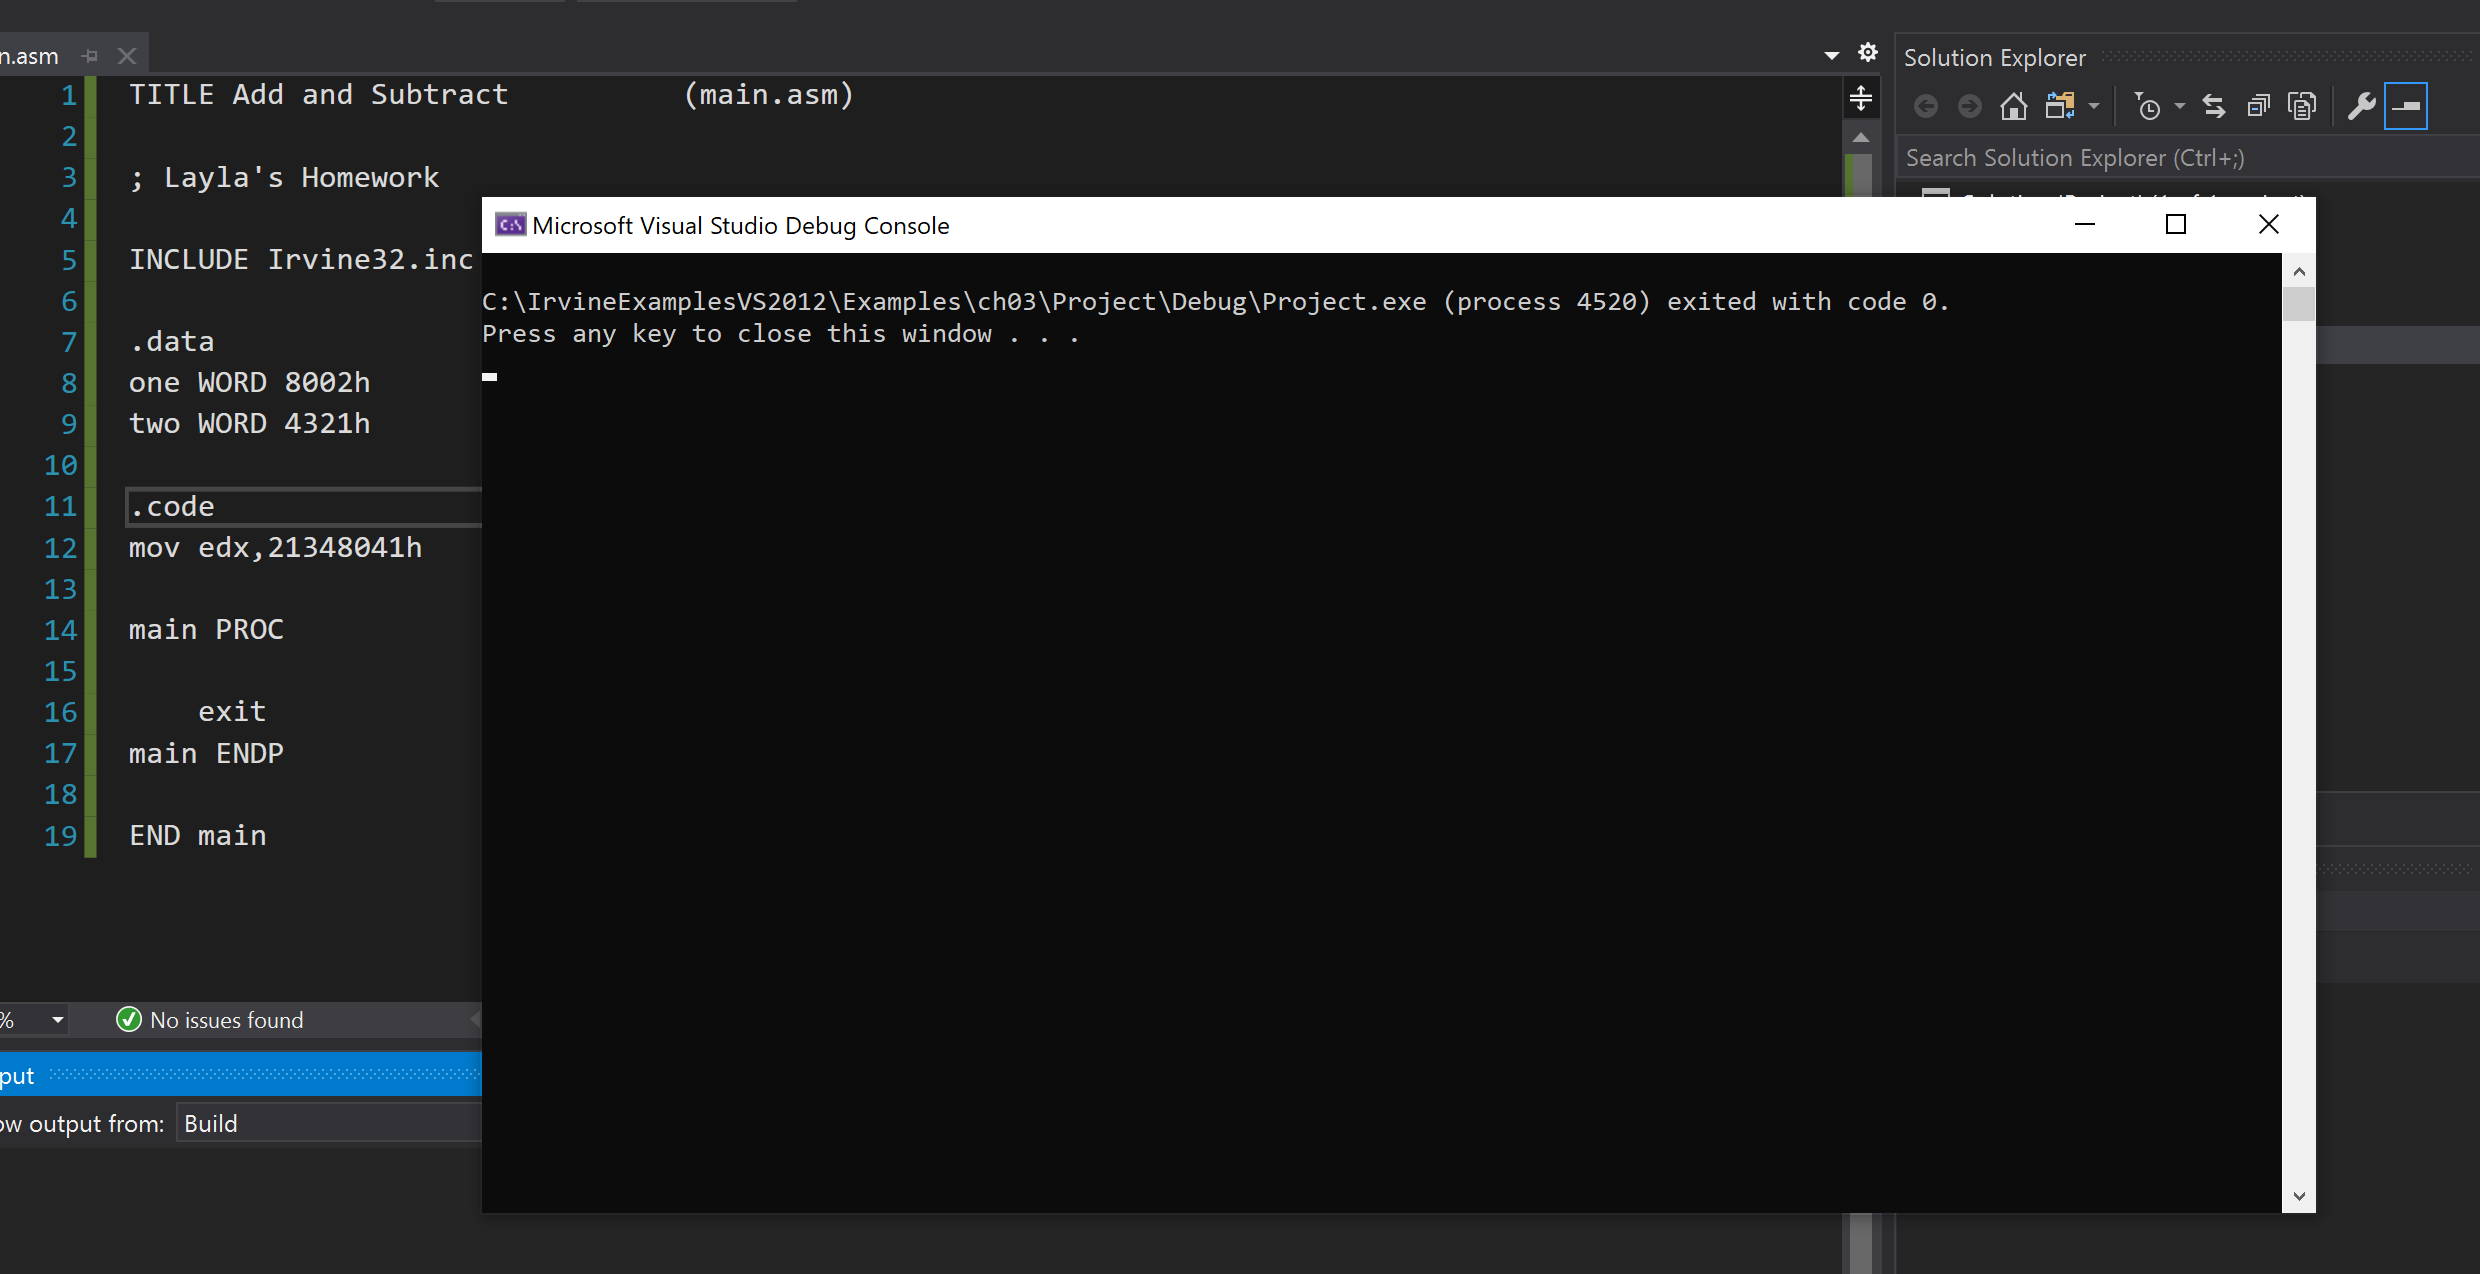 n.asm
1 TITLE Add and Subtract          (main.asm)
2
3 ; Layla's Homework
4
5 INCLUDE Irvine32.inc
6
7 .data
8 one WORD 8002h
9 two WORD 4321h
10
11 .code
12 mov edx,21348041h
13
14 main PROC
15
16     exit
17 main ENDP
18
19 END main
Solution Explorer
Search Solution Explorer (Ctrl+;)
Microsoft Visual Studio Debug Console
C:\IrvineExamplesVS2012\Examples\ch03\Project\Debug\Project.exe (process 4520) exited with code 0.
Press any key to close this window . . .
% No issues found
put
ow output from: Build